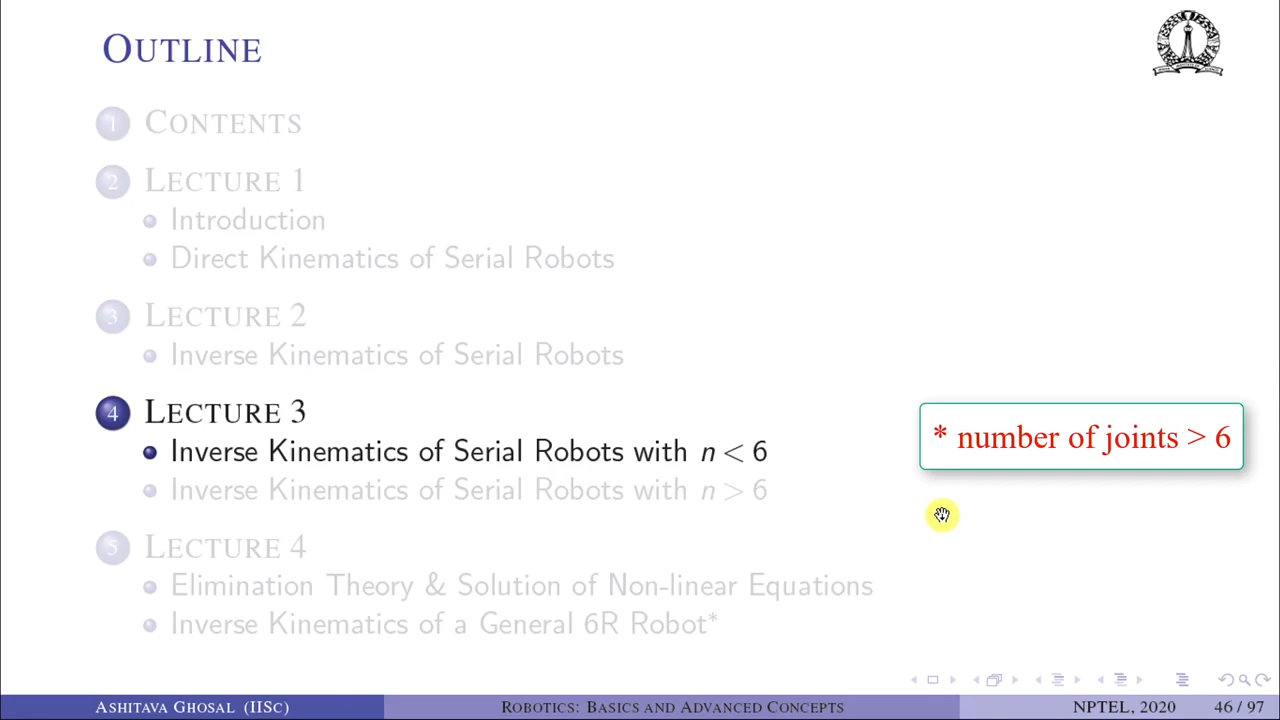 OUTLINE
1 CONTENTS
2 LECTURE 1
Introduction
Direct Kinematics of Serial Robots
3 LECTURE 2
Inverse Kinematics of Serial Robots
4 LECTURE 3
Inverse Kinematics of Serial Robots with n < 6
* number of joints > 6
Inverse Kinematics of Serial Robots with n > 6
5 LECTURE 4
Elimination Theory & Solution of Non-linear Equations
Inverse Kinematics of a General 6R Robot*
ASHITAVA GHOSAL (IISC) ROBOTICS: BASICS AND ADVANCED CONCEPTS NPTEL, 2020 46 / 97